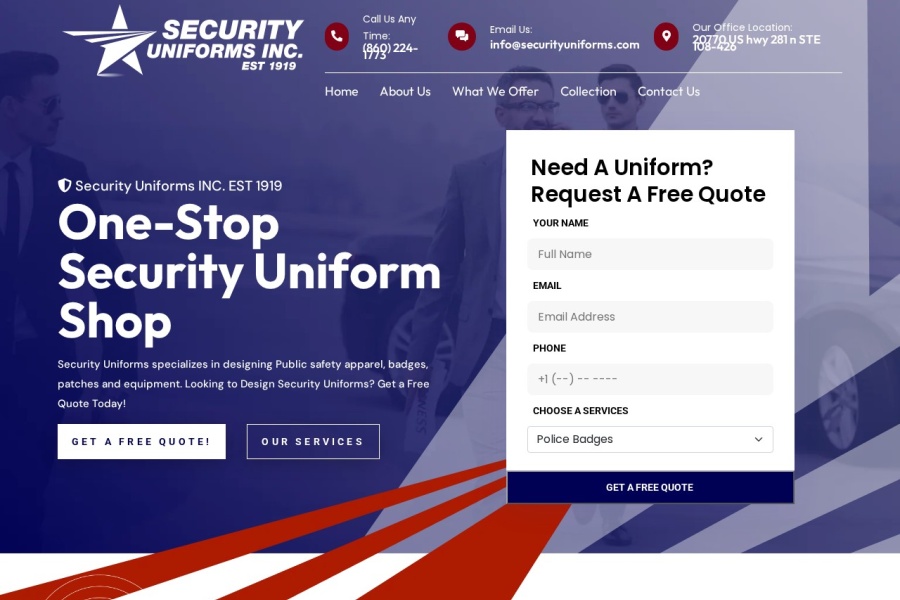 SECURITY
UNIFORMS INC.
EST 1919
Call Us Any
Time:
(860) 224-
1773
Email Us:
info@securityuniforms.com
Our Office Location:
20770 US hwy 281 n STE
108-426
Home
About Us
What We Offer
Collection
Contact Us
Security Uniforms INC. EST 1919
One-Stop
Security Uniform
Shop
Security Uniforms specializes in designing Public safety apparel, badges,
patches and equipment. Looking to Design Security Uniforms? Get a Free
Quote Today!
GET A FREE QUOTE!
OUR SERVICES
Need A Uniform?
Request A Free Quote
YOUR NAME
Full Name
EMAIL
Email Address
PHONE
+1 (--) -- ----
CHOOSE A SERVICES
Police Badges
GET A FREE QUOTE